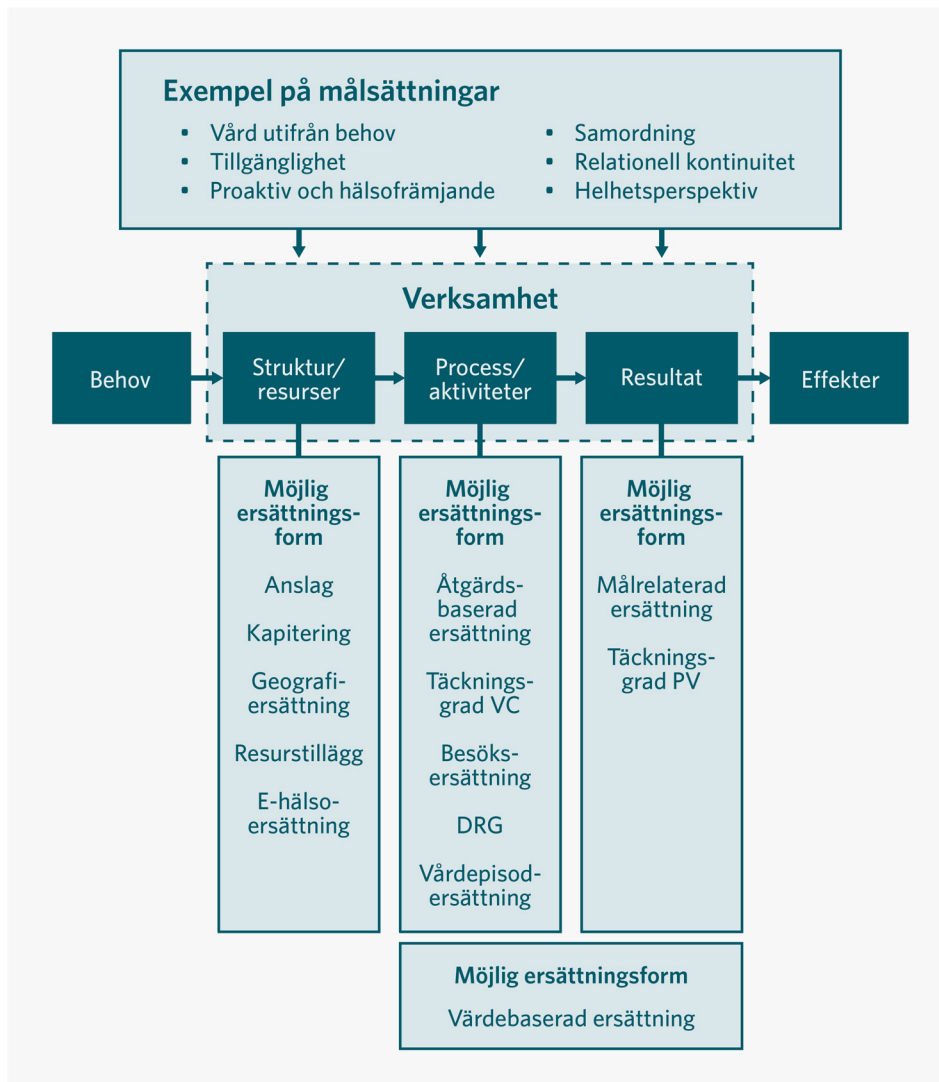 Exempel på målsättningar
▪ Vård utifrån behov
▪ Tillgänglighet
▪ Proaktiv och hälsofrämjande
▪ Samordning
▪ Relationell kontinuitet
▪ Helhetsperspektiv
Verksamhet
Behov
Struktur/
resurser
Process/
aktiviteter
Resultat
Effekter
Möjlig
ersättnings-
form
Anslag
Kapitering
Geografi-
ersättning
Resurstillägg
E-hälso-
ersättning
Möjlig
ersättnings-
form
Åtgärds-
baserad
ersättning
Täcknings-
grad VC
Besöks-
ersättning
DRG
Vårdepisod-
ersättning
Möjlig
ersättnings-
form
Målrelaterad
ersättning
Täcknings-
grad PV
Möjlig ersättningsform
Värdebaserad ersättning